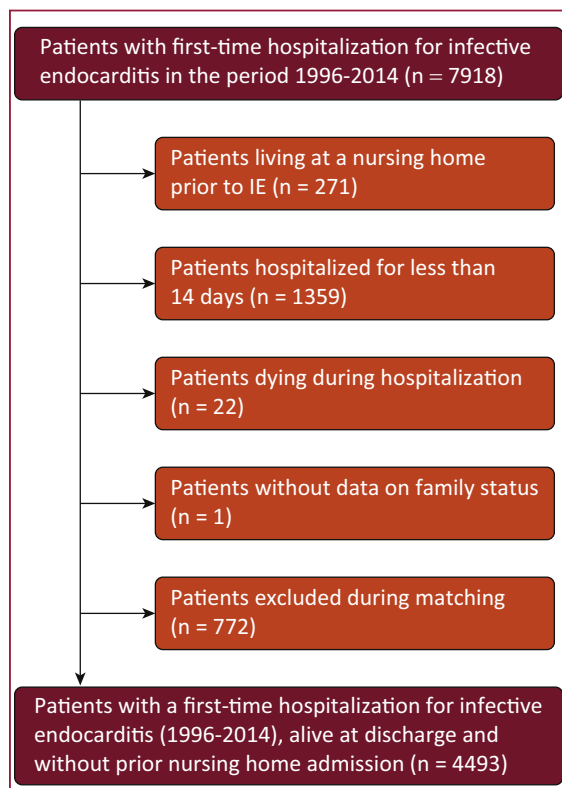 Patients with first-time hospitalization for infective
endocarditis in the period 1996-2014 (n = 7918)
Patients living at a nursing home
prior to IE (n = 271)
Patients hospitalized for less than
14 days (n = 1359)
Patients dying during hospitalization
(n = 22)
Patients without data on family status
(n = 1)
Patients excluded during matching
(n = 772)
Patients with a first-time hospitalization for infective
endocarditis (1996-2014), alive at discharge and
without prior nursing home admission (n = 4493)